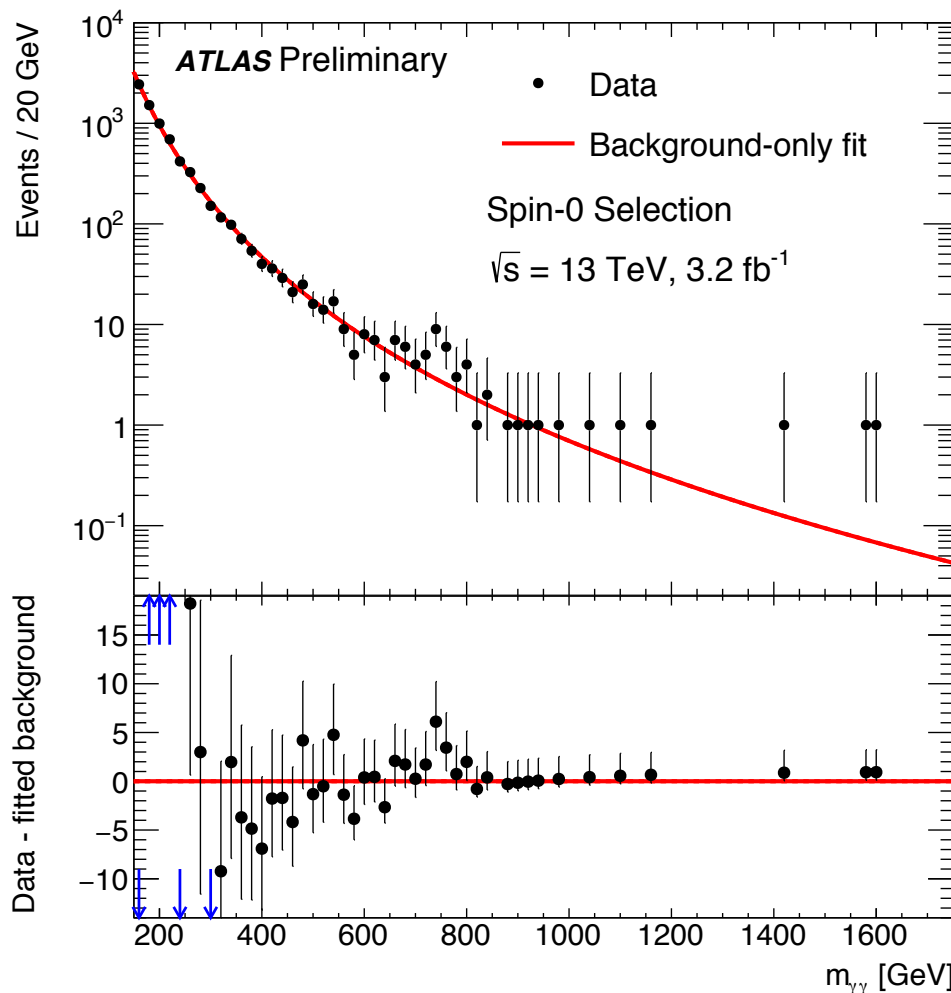 Events / 20 GeV
10⁴
10³
10²
10
1
10⁻¹
ATLAS Preliminary
Data
Background-only fit
Spin-0 Selection
√s = 13 TeV, 3.2 fb⁻¹
Data - fitted background
15
10
5
0
−5
−10
200 400 600 800 1000 1200 1400 1600
mγγ [GeV]